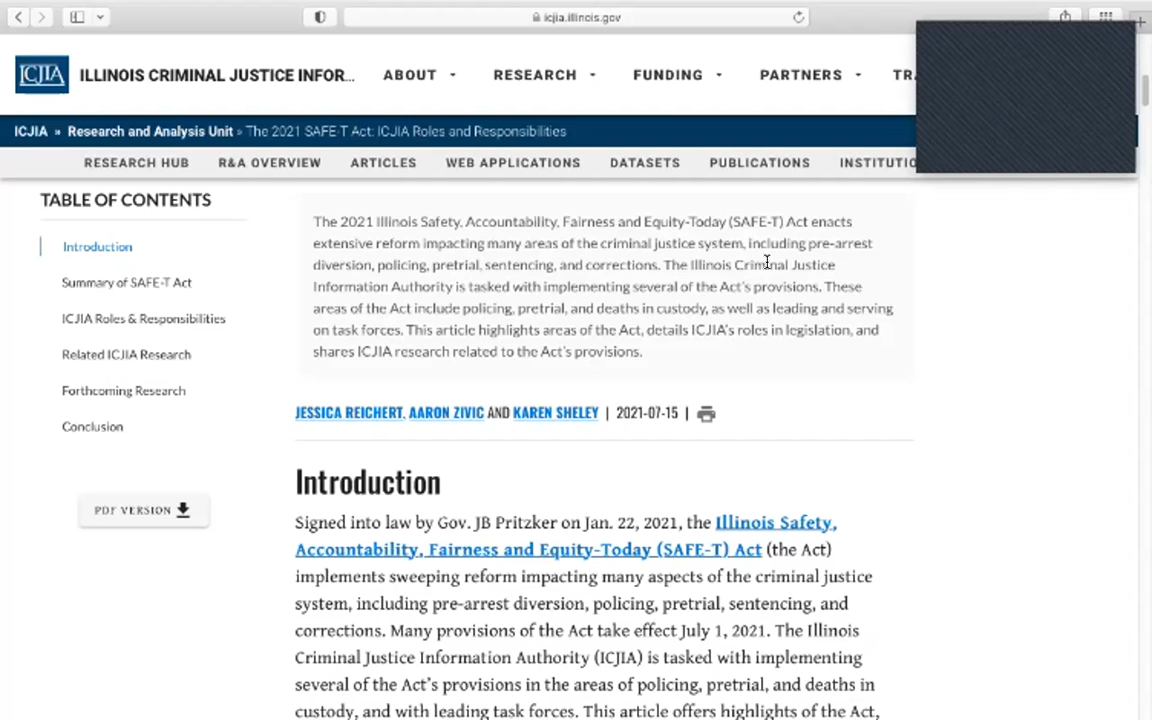 icjia.illinois.gov
ICJIA ILLINOIS CRIMINAL JUSTICE INFOR... ABOUT RESEARCH FUNDING PARTNERS
ICJIA » Research and Analysis Unit » The 2021 SAFE-T Act: ICJIA Roles and Responsibilities
RESEARCH HUB R&A OVERVIEW ARTICLES WEB APPLICATIONS DATASETS PUBLICATIONS
TABLE OF CONTENTS
Introduction
Summary of SAFE-T Act
ICJIA Roles & Responsibilities
Related ICJIA Research
Forthcoming Research
Conclusion
PDF VERSION
The 2021 Illinois Safety, Accountability, Fairness and Equity-Today (SAFE-T) Act enacts
extensive reform impacting many areas of the criminal justice system, including pre-arrest
diversion, policing, pretrial, sentencing, and corrections. The Illinois Criminal Justice
Information Authority is tasked with implementing several of the Act's provisions. These
areas of the Act include policing, pretrial, and deaths in custody, as well as leading and serving
on task forces. This article highlights areas of the Act, details ICJIA's roles in legislation, and
shares ICJIA research related to the Act's provisions.
JESSICA REICHERT, AARON ZIVIC AND KAREN SHELEY | 2021-07-15 |
Introduction
Signed into law by Gov. JB Pritzker on Jan. 22, 2021, the Illinois Safety,
Accountability, Fairness and Equity-Today (SAFE-T) Act (the Act)
implements sweeping reform impacting many aspects of the criminal justice
system, including pre-arrest diversion, policing, pretrial, sentencing, and
corrections. Many provisions of the Act take effect July 1, 2021. The Illinois
Criminal Justice Information Authority (ICJIA) is tasked with implementing
several of the Act's provisions in the areas of policing, pretrial, and deaths in
custody, and with leading task forces. This article offers highlights of the Act,